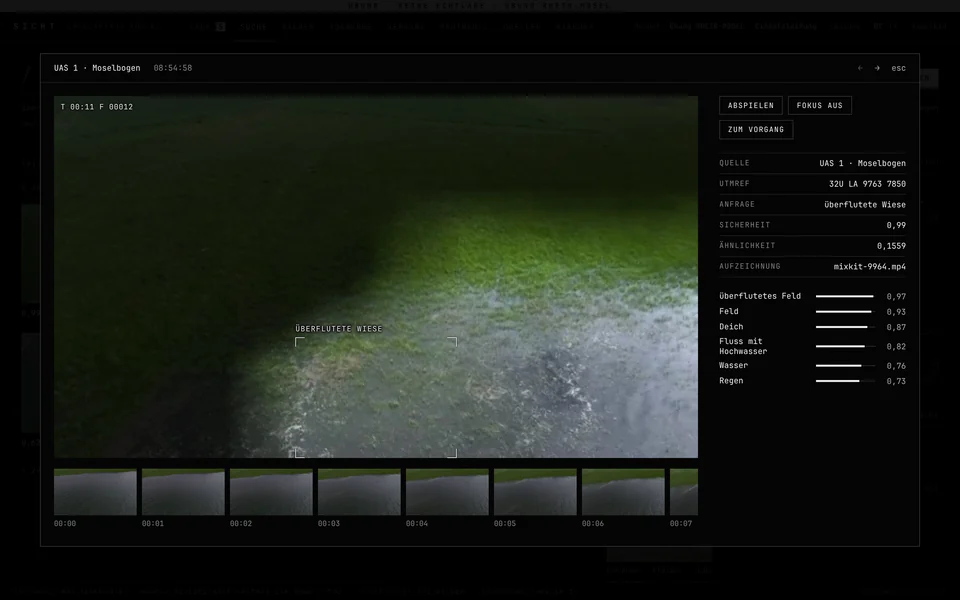 UAS 1 · Moselbogen 08:54:58 ← → esc
T 00:11 F 00012
ÜBERFLUTETE WIESE
00:00 00:01 00:02 00:03 00:04 00:05 00:06 00:07
ABSPIELEN FOKUS AUS
ZUM VORGANG
QUELLE UAS 1 · Moselbogen
UTMREF 32U LA 9763 7850
ANFRAGE überflutete Wiese
SICHERHEIT 0,99
ÄHNLICHKEIT 0,1559
AUFZEICHNUNG mixkit-9964.mp4
überflutetes Feld 0,97
Feld 0,93
Deich 0,87
Fluss mit
Hochwasser 0,82
Wasser 0,76
Regen 0,73